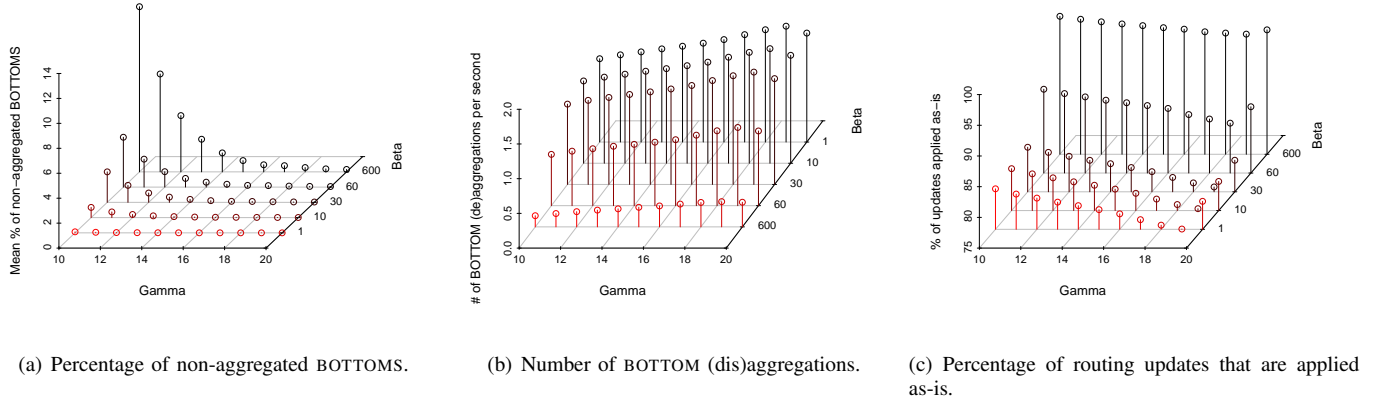 Mean % of non−aggregated BOTTOMS
14
12
10
8
6
4
2
0
10 12 14 16 18 20
Gamma
1
10
30
60
600
Beta
(a) Percentage of non-aggregated BOTTOMS.
# of BOTTOM (de)aggregations per second
2.0
1.5
1.0
0.5
0.0
10 12 14 16 18 20
Gamma
1
10
30
60
600
Beta
(b) Number of BOTTOM (dis)aggregations.
% of updates applied as−is
100
95
90
85
80
75
10 12 14 16 18 20
Gamma
600
60
30
10
1
Beta
(c) Percentage of routing updates that are applied
as-is.